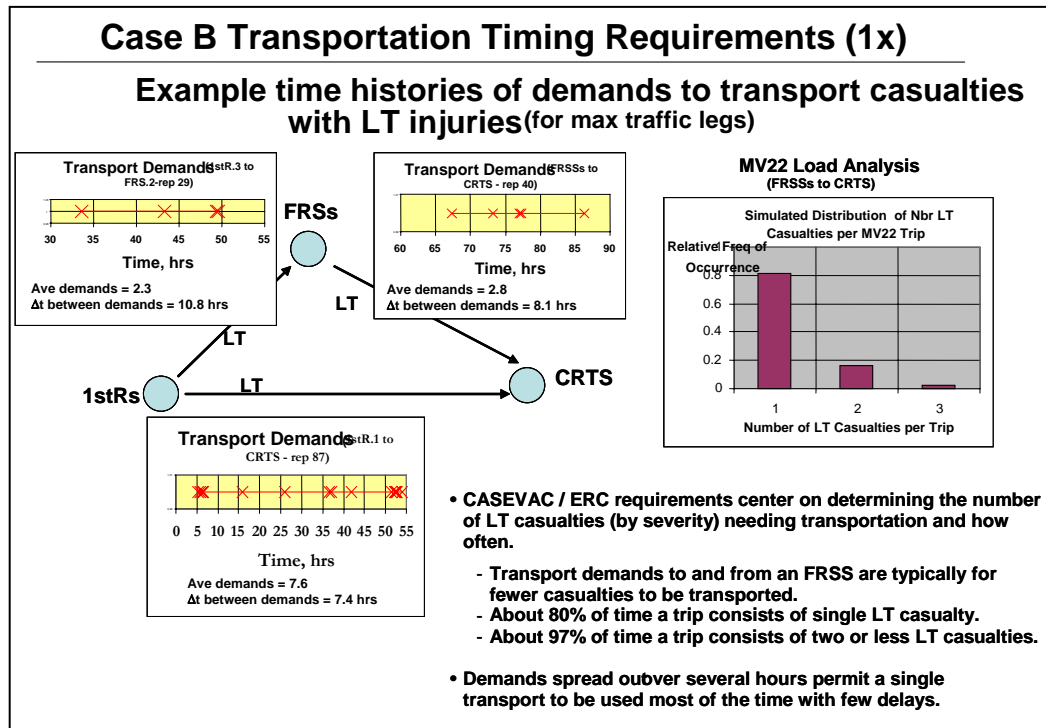 Case B Transportation Timing Requirements (1x)
Example time histories of demands to transport casualties
with LT injuries (for max traffic legs)
Transport Demands (1stR.3 to
FRS.2-rep 29)
30 35 40 45 50 55
Time, hrs
Ave demands = 2.3
Δt between demands = 10.8 hrs
FRSs
Transport Demands (FRSSs to
CRTS - rep 40)
60 65 70 75 80 85 90
Time, hrs
Ave demands = 2.8
Δt between demands = 8.1 hrs
MV22 Load Analysis
(FRSSs to CRTS)
Simulated Distribution of Nbr LT
Casualties per MV22 Trip
Relative Freq of
Occurrence
1
0.8
0.6
0.4
0.2
0
1 2 3
Number of LT Casualties per Trip
LT
LT
LT
1stRs
CRTS
Transport Demands (1stR.1 to
CRTS - rep 87)
0 5 10 15 20 25 30 35 40 45 50 55
Time, hrs
Ave demands = 7.6
Δt between demands = 7.4 hrs
• CASEVAC / ERC requirements center on determining the number
of LT casualties (by severity) needing transportation and how
often.
- Transport demands to and from an FRSS are typically for
fewer casualties to be transported.
- About 80% of time a trip consists of single LT casualty.
- About 97% of time a trip consists of two or less LT casualties.
• Demands spread outbver several hours permit a single
transport to be used most of the time with few delays.